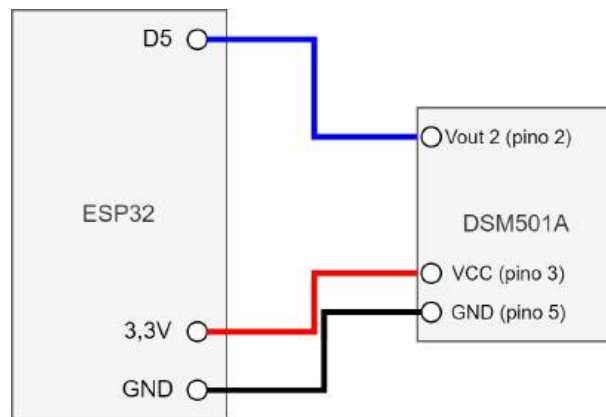 D5
Vout 2 (pino 2)
ESP32
DSM501A
VCC (pino 3)
GND (pino 5)
3,3V
GND